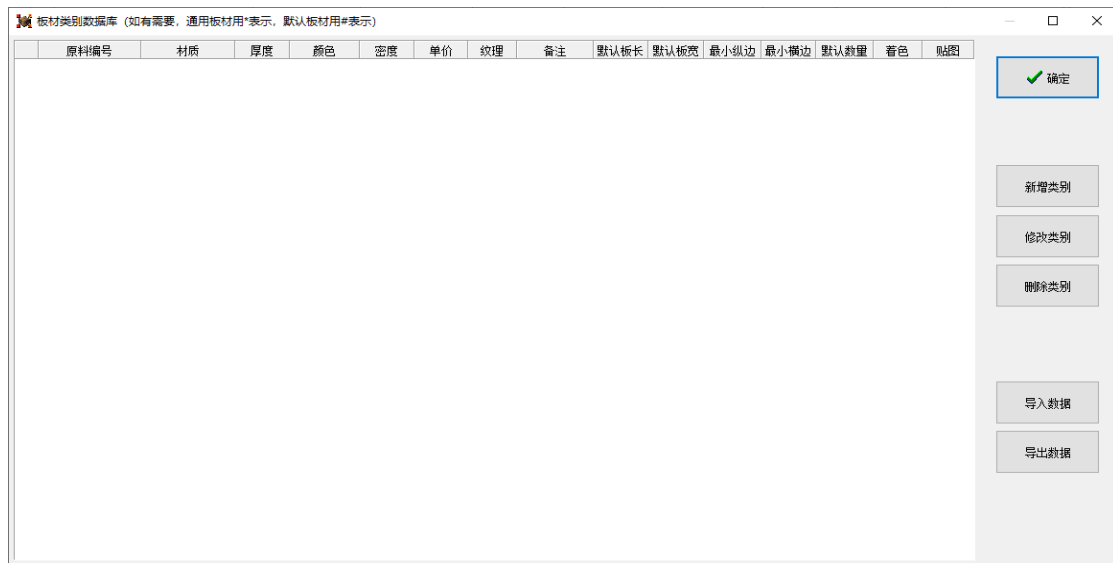 板材类别数据库（如有需要，通用板材用*表示，默认板材用#表示）
原料编号 材质 厚度 颜色 密度 单价 纹理 备注 默认板长 默认板宽 最小纵边 最小横边 默认数量 着色 贴图
确定
新增类别
修改类别
删除类别
导入数据
导出数据